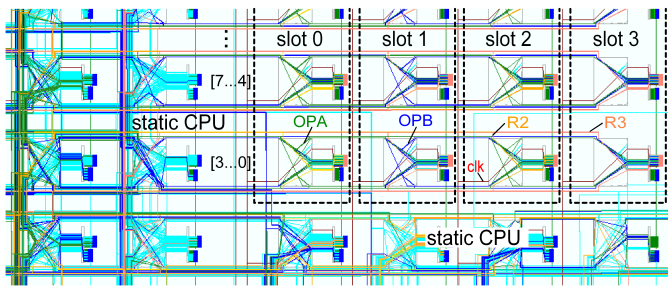 ⋮ slot 0 slot 1 slot 2 slot 3
[7...4]
static CPU OPA OPB R2 R3
[3...0] clk
static CPU